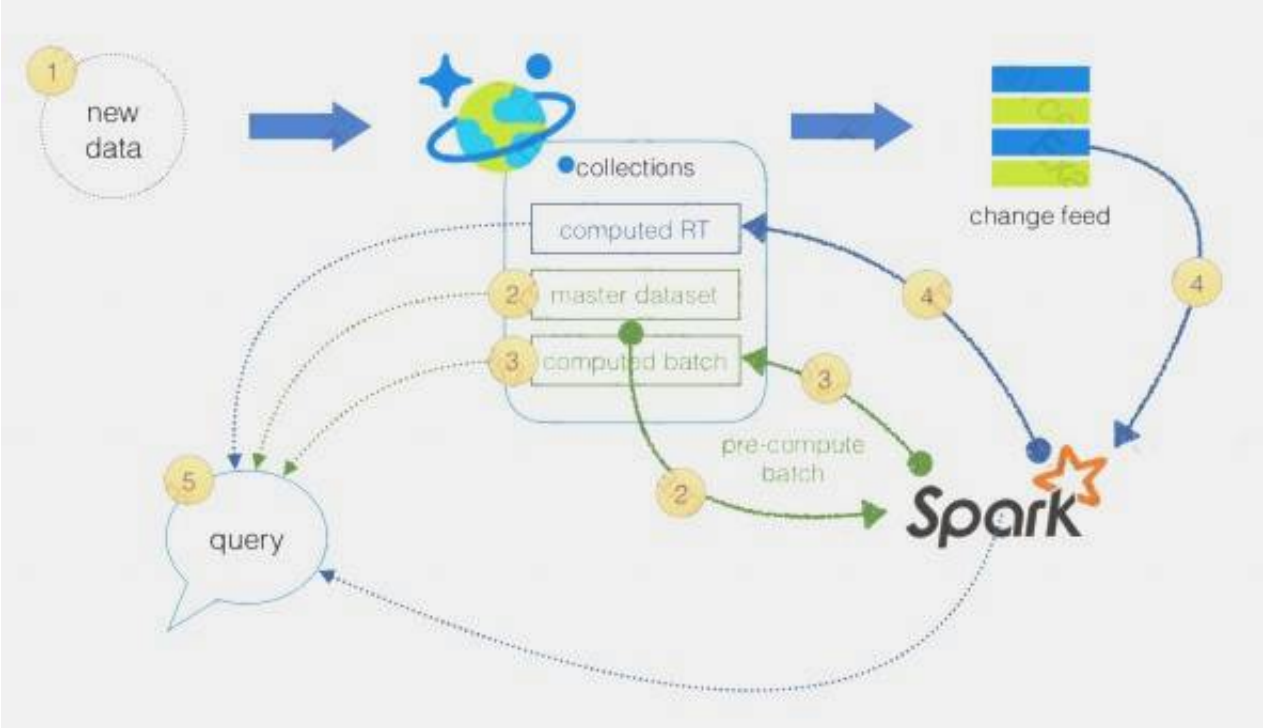 1
new
data
collections
computed RT
2 master dataset
3 computed batch
change feed
4
4
3
pre-compute
batch
2
Spark
5
query